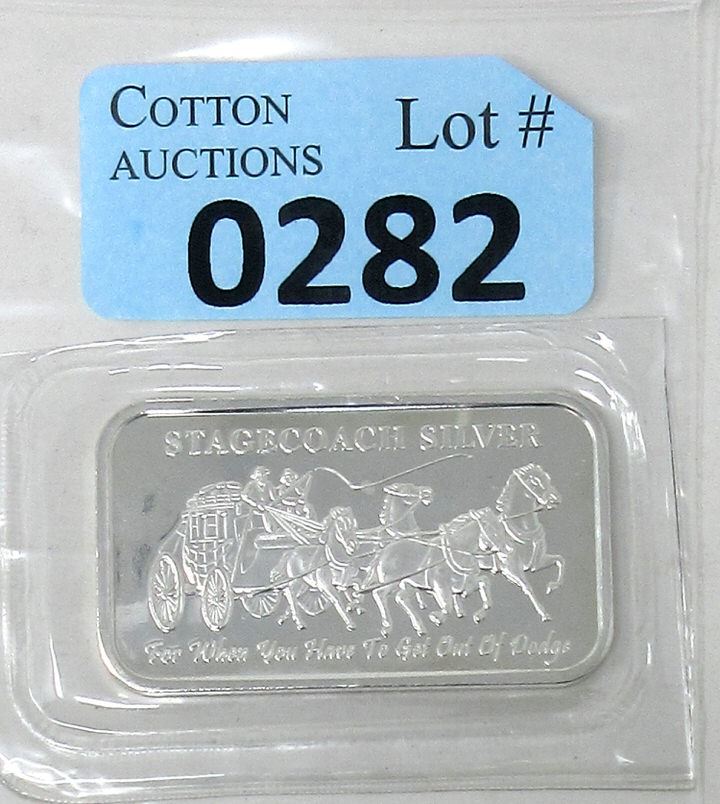 COTTON
AUCTIONS
Lot #
0282
STAGECOACH SILVER
For When You Have To Get Out Of Dodge